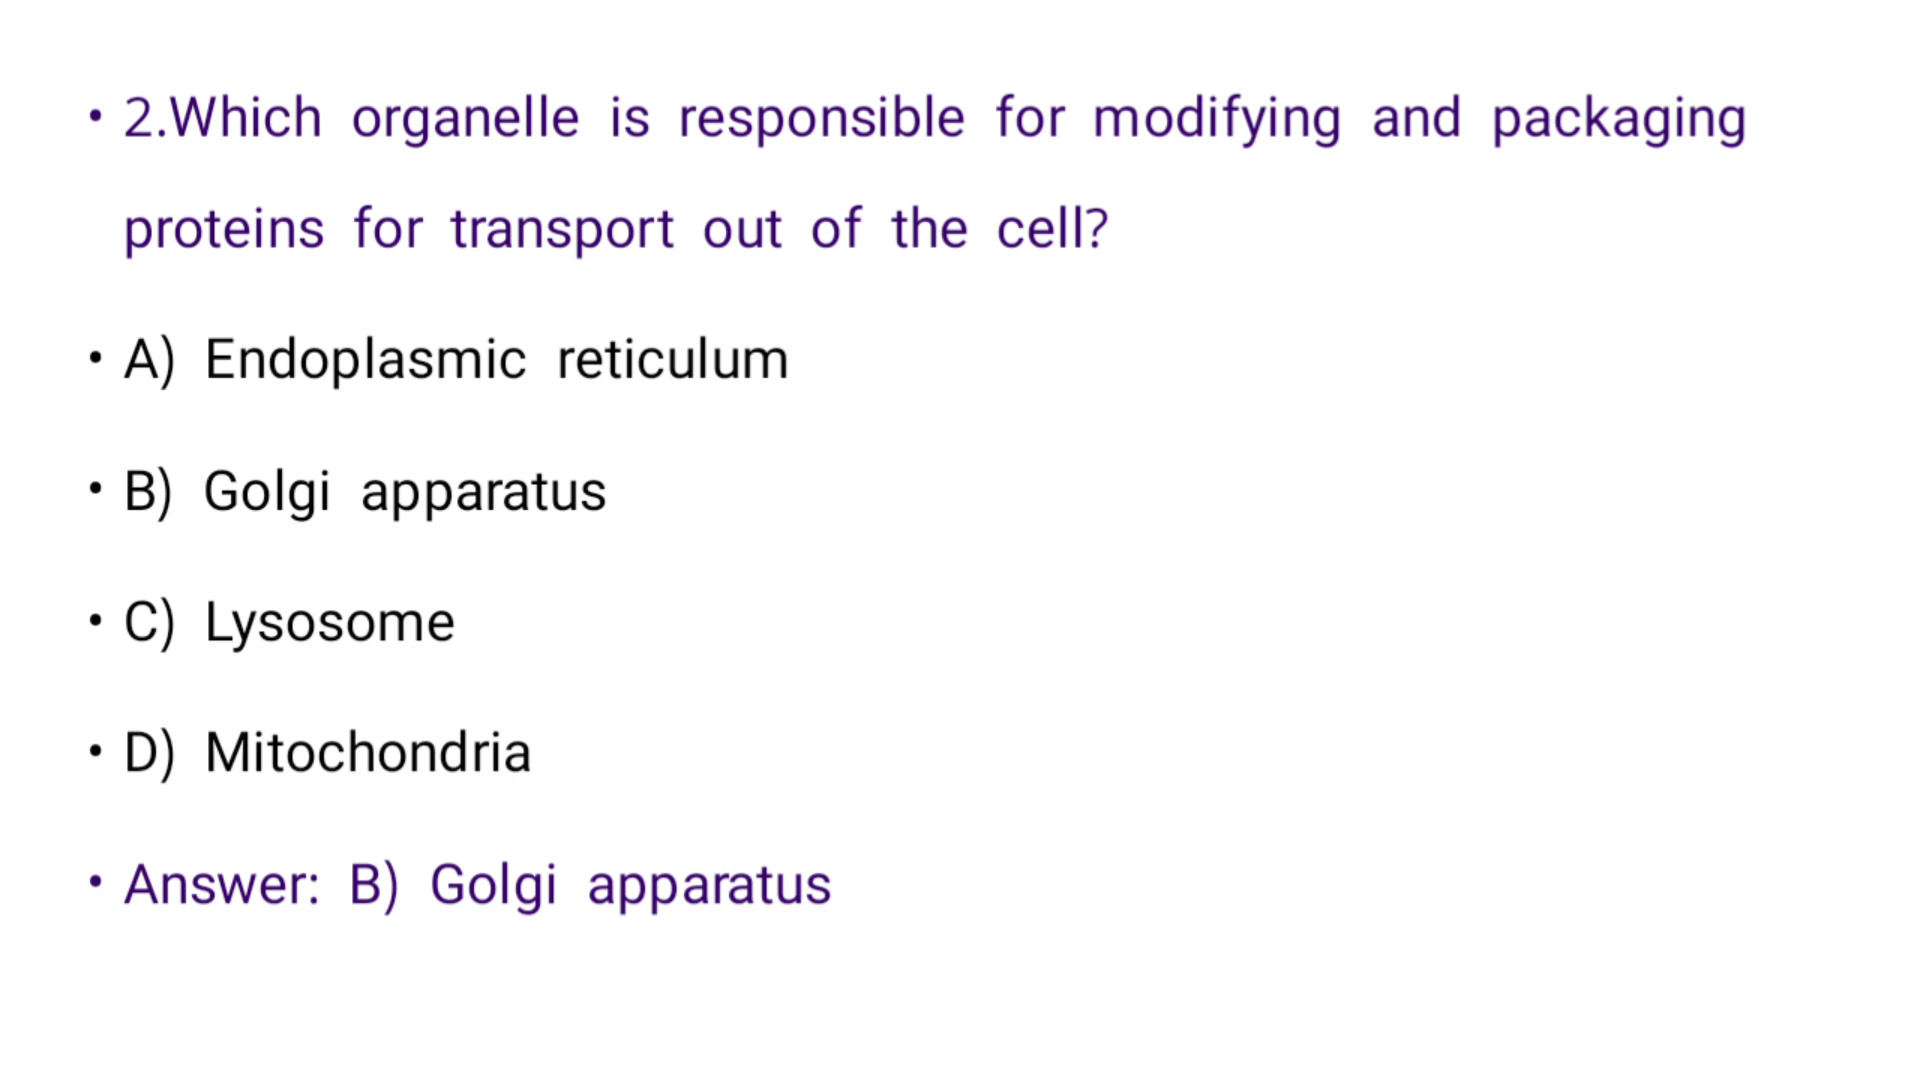 • 2.Which organelle is responsible for modifying and packaging
proteins for transport out of the cell?
• A) Endoplasmic reticulum
• B) Golgi apparatus
• C) Lysosome
• D) Mitochondria
• Answer: B) Golgi apparatus